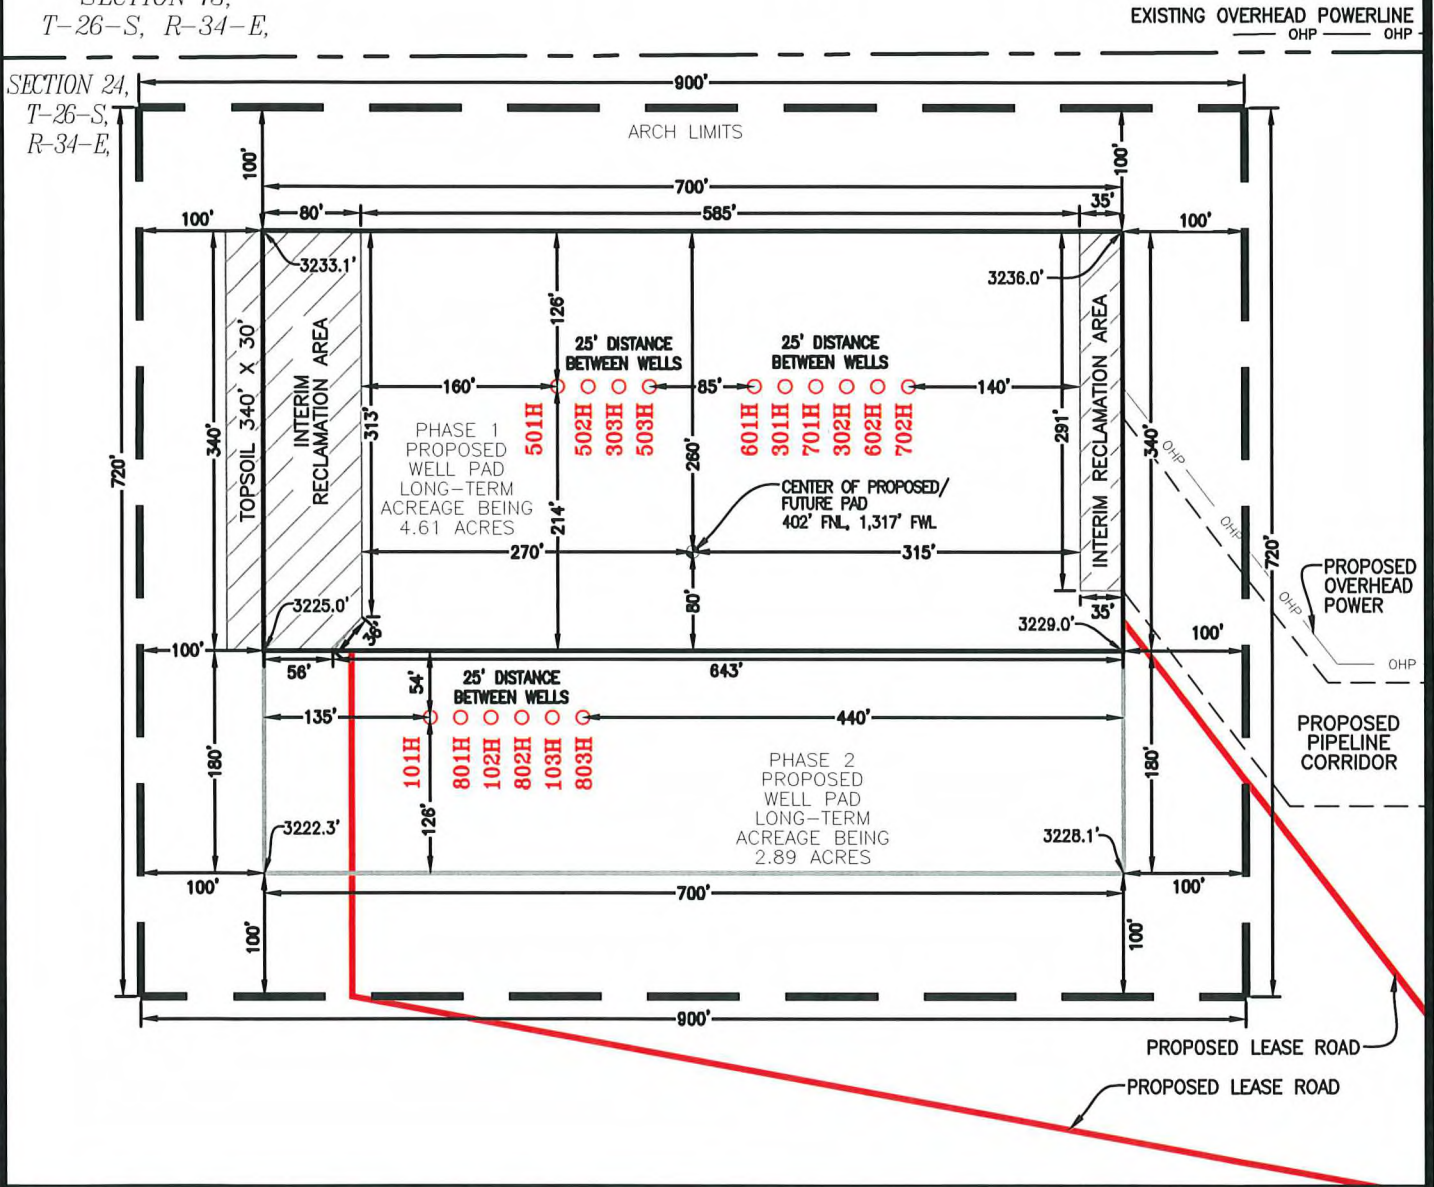 T-26-S, R-34-E,
EXISTING OVERHEAD POWERLINE
OHP OHP
SECTION 24,
T-26-S,
R-34-E,
900'
ARCH LIMITS
100'
100'
700'
80'
585'
35'
100'
100'
3233.1'
3236.0'
126'
25' DISTANCE
BETWEEN WELLS
25' DISTANCE
BETWEEN WELLS
160'
85'
140'
501H
502H
303H
503H
601H
301H
701H
302H
602H
702H
TOPSOIL 340' X 30'
INTERIM
RECLAMATION AREA
INTERIM RECLAMATION AREA
720'
340'
313'
PHASE 1
PROPOSED
WELL PAD
LONG-TERM
ACREAGE BEING
4.61 ACRES
214'
260'
CENTER OF PROPOSED/
FUTURE PAD
402' FNL, 1,317' FWL
291'
340'
720'
OHP
OHP
OHP
270'
315'
80'
PROPOSED
OVERHEAD
POWER
3225.0'
36'
35'
3229.0'
100'
100'
56'
643'
OHP
54'
25' DISTANCE
BETWEEN WELLS
135'
440'
101H
801H
102H
802H
103H
803H
180'
180'
PROPOSED
PIPELINE
CORRIDOR
PHASE 2
PROPOSED
WELL PAD
LONG-TERM
ACREAGE BEING
2.89 ACRES
126'
3222.3'
3228.1'
100'
100'
700'
100'
100'
900'
PROPOSED LEASE ROAD
PROPOSED LEASE ROAD